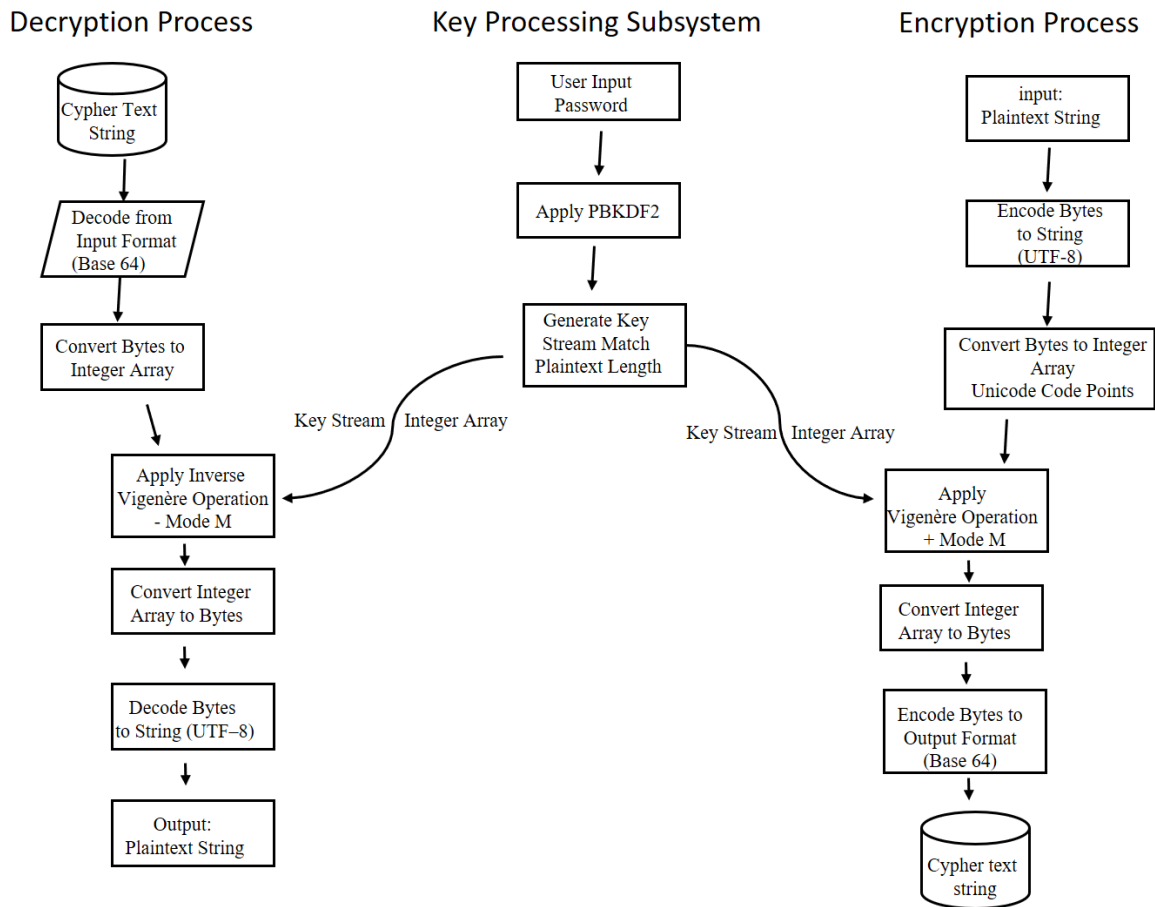 Decryption Process
Key Processing Subsystem
Encryption Process
Cypher Text
String
Decode from
Input Format
(Base 64)
Convert Bytes to
Integer Array
Apply Inverse
Vigenère Operation
- Mode M
Convert Integer
Array to Bytes
Decode Bytes
to String (UTF–8)
Output:
Plaintext String
User Input
Password
Apply PBKDF2
Generate Key
Stream Match
Plaintext Length
Key Stream
Integer Array
Key Stream
Integer Array
input:
Plaintext String
Encode Bytes
to String
(UTF-8)
Convert Bytes to Integer
Array
Unicode Code Points
Apply
Vigenère Operation
+ Mode M
Convert Integer
Array to Bytes
Encode Bytes to
Output Format
(Base 64)
Cypher text
string